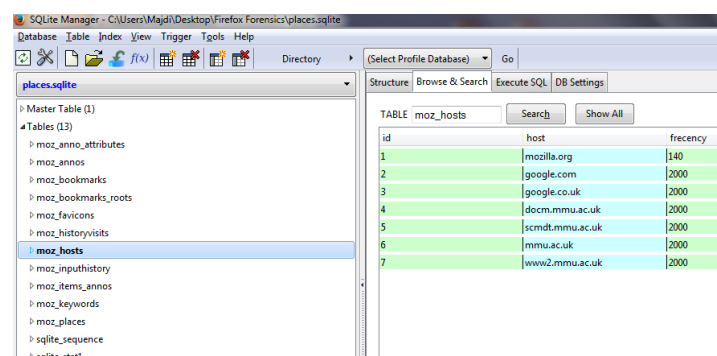 SQLite Manager - C:\Users\Majdi\Desktop\Firefox Forensics\places.sqlite
Database Table Index View Trigger Tools Help
f(x) Directory (Select Profile Database) Go
places.sqlite
Master Table (1)
Tables (13)
moz_anno_attributes
moz_annos
moz_bookmarks
moz_bookmarks_roots
moz_favicons
moz_historyvisits
moz_hosts
moz_inputhistory
moz_items_annos
moz_keywords
moz_places
sqlite_sequence
sqlite_stat1
Structure Browse & Search Execute SQL DB Settings
TABLE moz_hosts Search Show All
id host frecency
1 mozilla.org 140
2 google.com 2000
3 google.co.uk 2000
4 docm.mmu.ac.uk 2000
5 scmdt.mmu.ac.uk 2000
6 mmu.ac.uk 2000
7 www2.mmu.ac.uk 2000